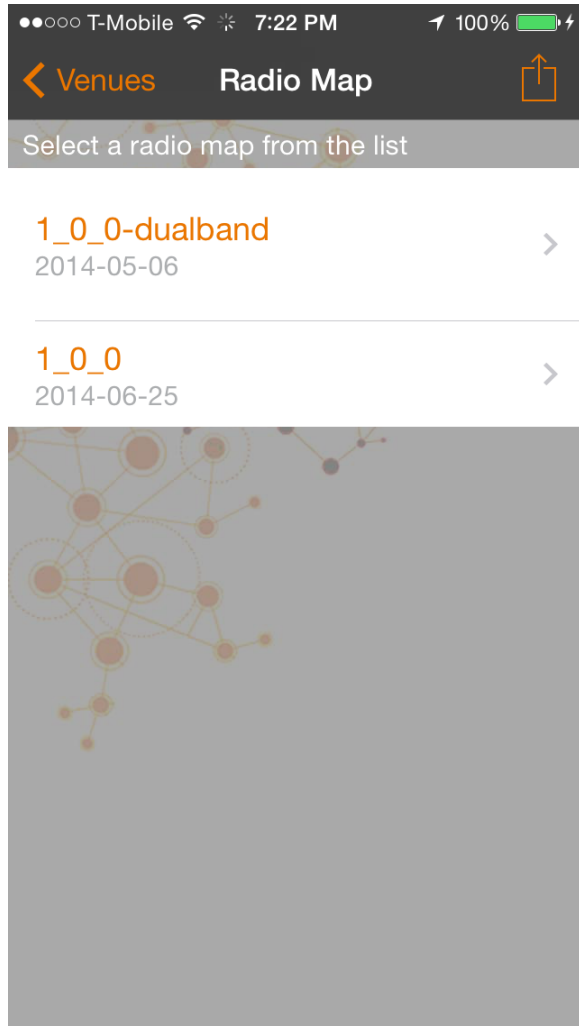 T-Mobile 7:22 PM 100%
Venues Radio Map
Select a radio map from the list
1_0_0-dualband
2014-05-06
1_0_0
2014-06-25